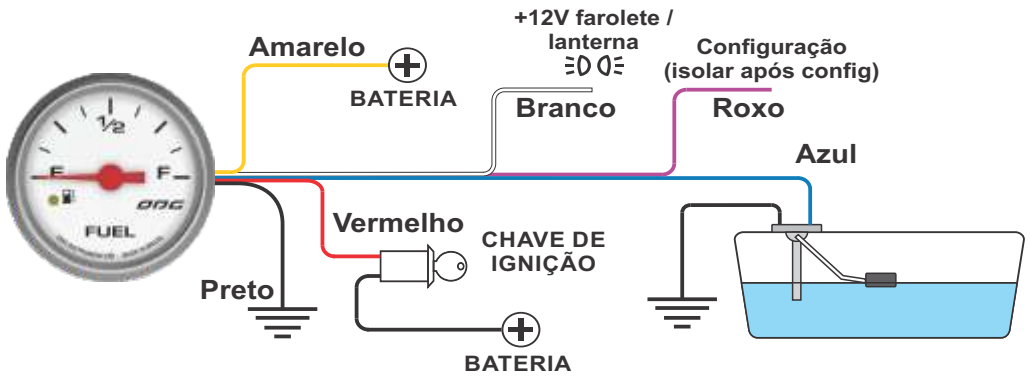 +12V farolete /
lanterna
Amarelo
BATERIA
Configuração
(isolar após config)
Branco
Roxo
Azul
1/2
E
F
ODG
FUEL
Vermelho
CHAVE DE
IGNIÇÃO
Preto
BATERIA